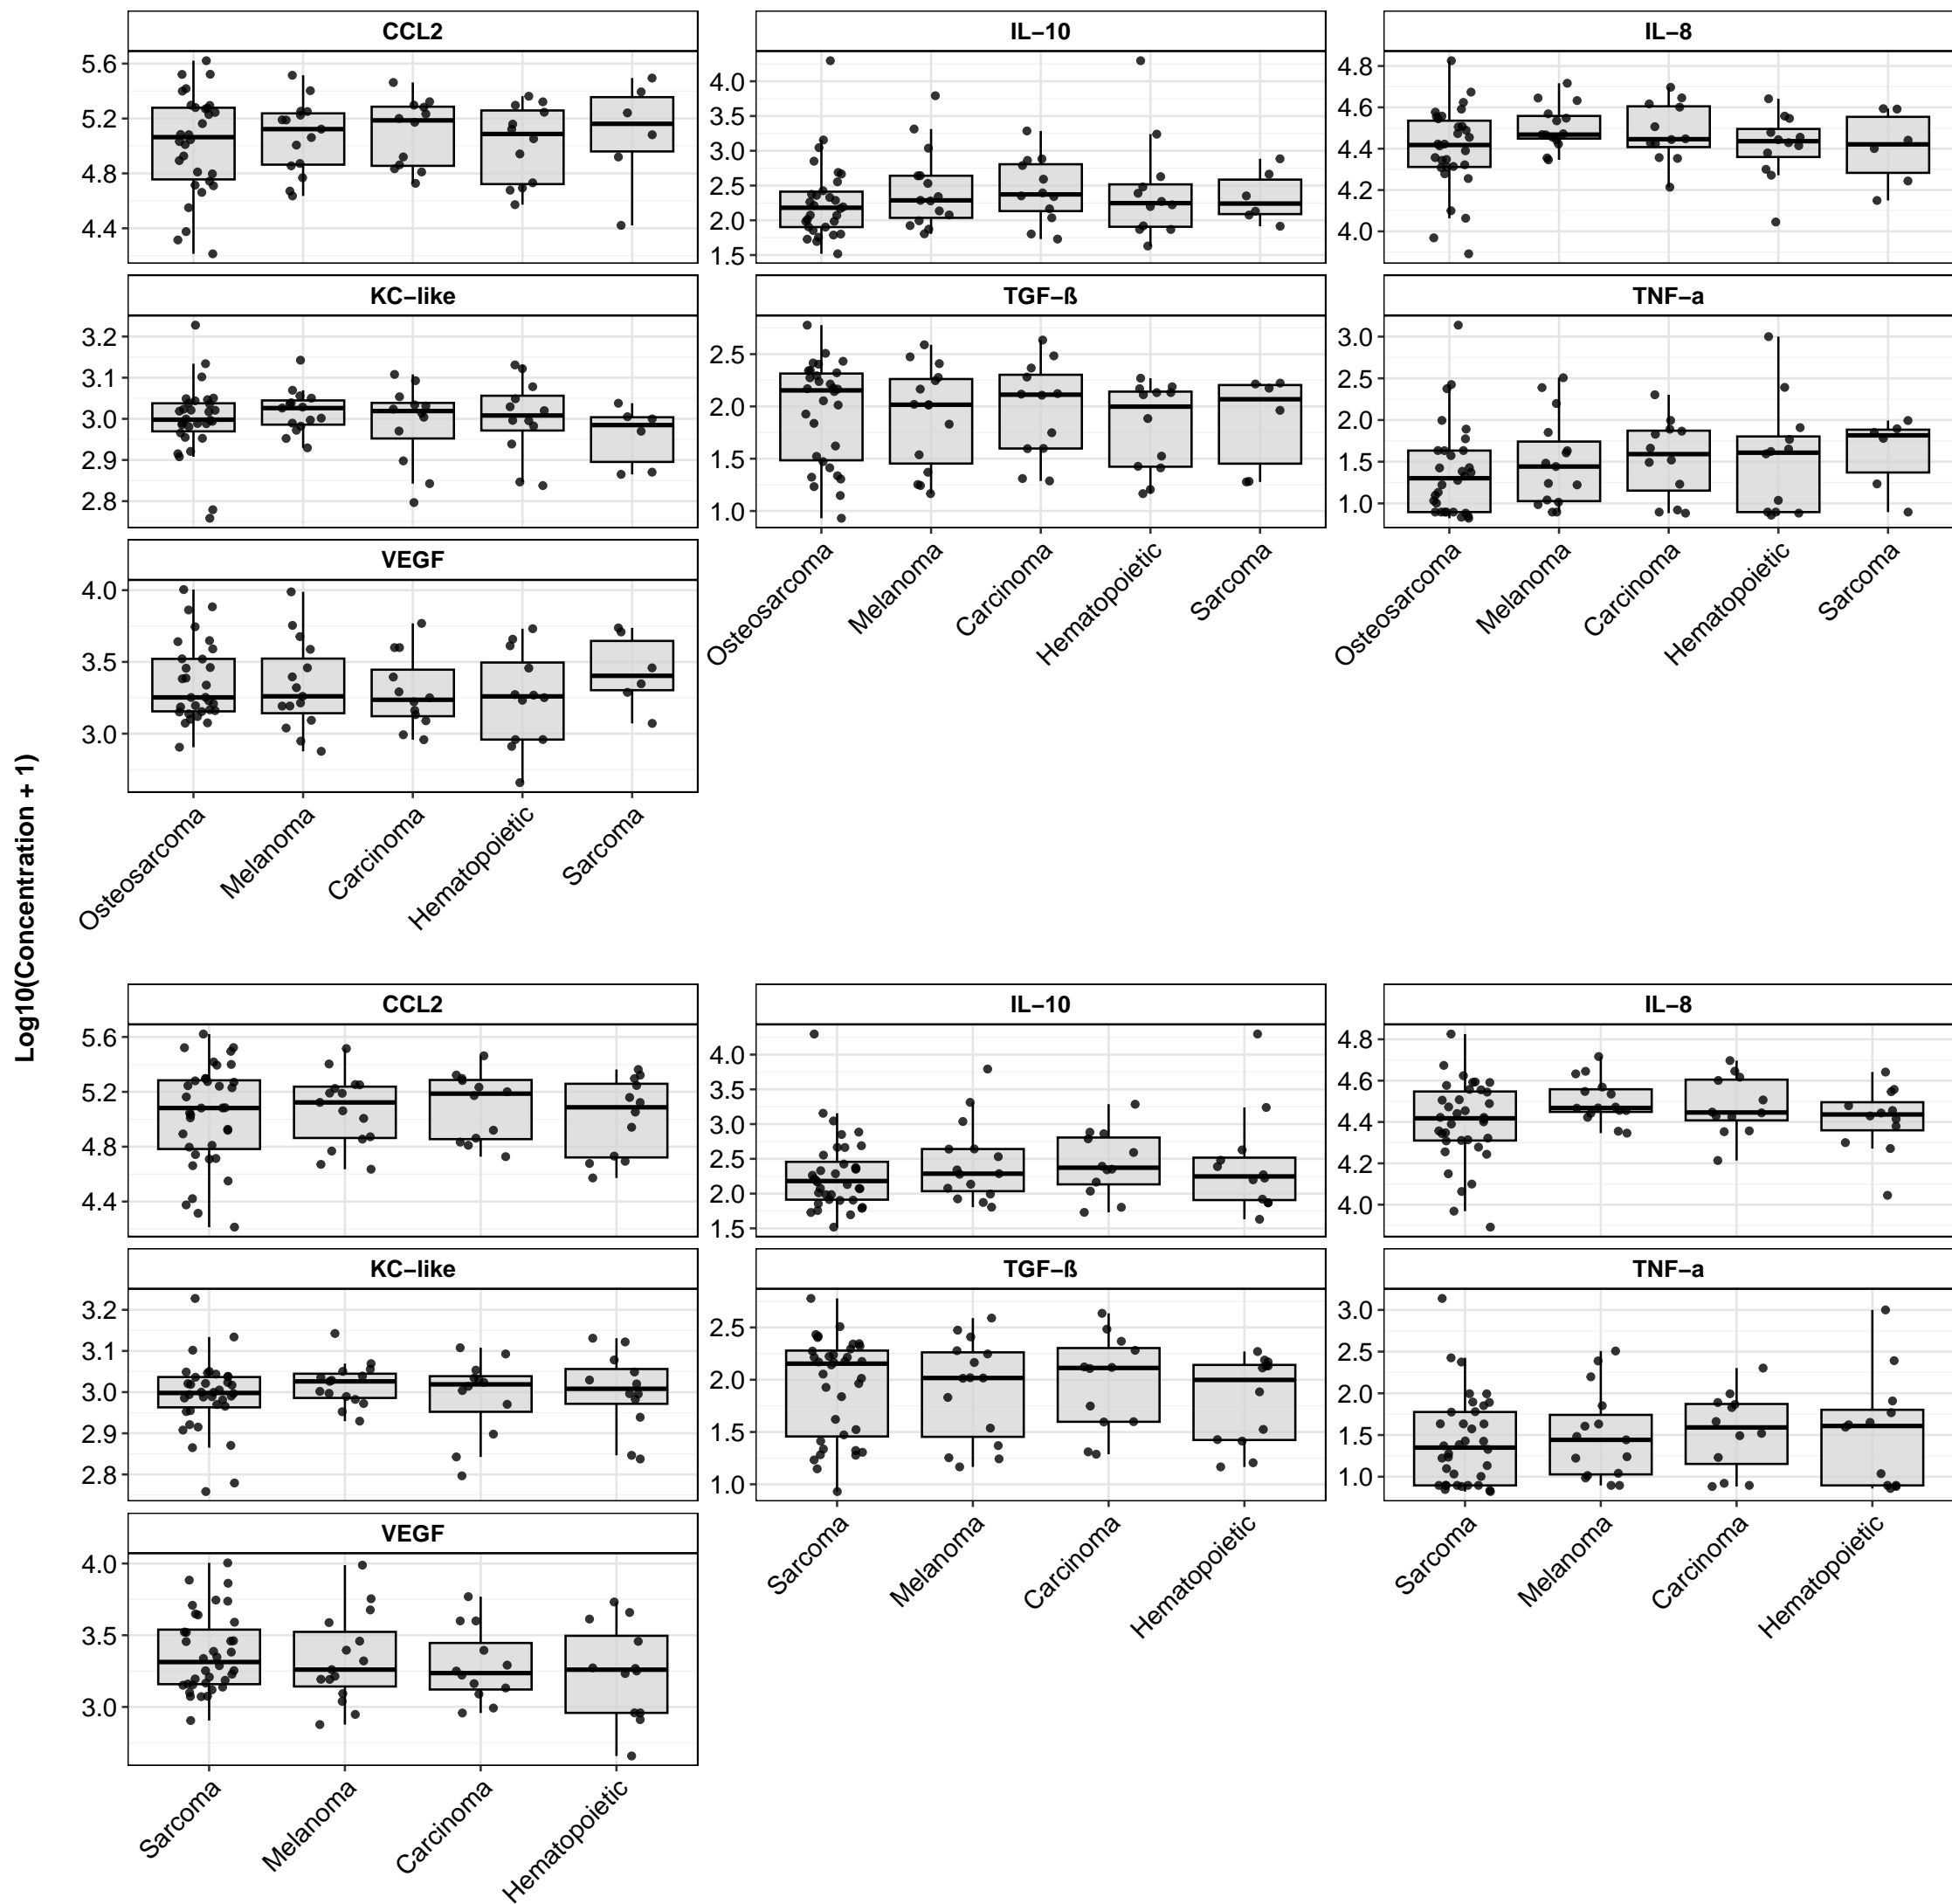 CCL2
IL−10
IL−8
5.6
5.2
4.8
4.4
4.0
3.5
3.0
2.5
2.0
1.5
4.8
4.6
4.4
4.2
4.0
KC−like
TGF−ß
TNF−a
3.2
3.1
3.0
2.9
2.8
2.5
2.0
1.5
1.0
3.0
2.5
2.0
1.5
1.0
Osteosarcoma
Melanoma
Carcinoma
Hematopoietic
Sarcoma
Osteosarcoma
Melanoma
Carcinoma
Hematopoietic
Sarcoma
VEGF
4.0
3.5
3.0
Osteosarcoma
Melanoma
Carcinoma
Hematopoietic
Sarcoma
Log10(Concentration + 1)
CCL2
IL−10
IL−8
5.6
5.2
4.8
4.4
4.0
3.5
3.0
2.5
2.0
1.5
4.8
4.6
4.4
4.2
4.0
KC−like
TGF−ß
TNF−a
3.2
3.1
3.0
2.9
2.8
2.5
2.0
1.5
1.0
3.0
2.5
2.0
1.5
1.0
Sarcoma
Melanoma
Carcinoma
Hematopoietic
Sarcoma
Melanoma
Carcinoma
Hematopoietic
VEGF
4.0
3.5
3.0
Sarcoma
Melanoma
Carcinoma
Hematopoietic